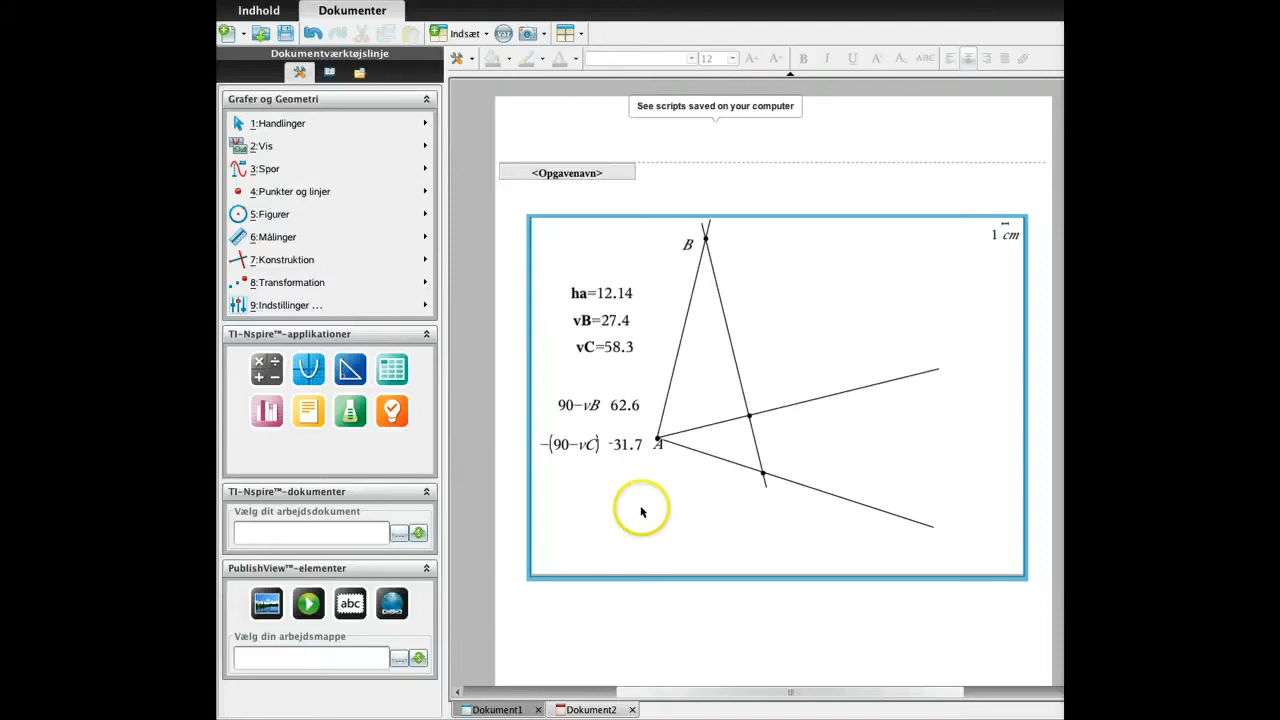 Indhold
Dokumenter
Indsæt
VAR
Dokumentværktøjslinje
12
B I U A A ABC
See scripts saved on your computer
Grafer og Geometri
1:Handlinger
2:Vis
3:Spor
4:Punkter og linjer
5:Figurer
6:Målinger
7:Konstruktion
8:Transformation
9:Indstillinger ...
<Opgavenavn>
B
1 cm
ha=12.14
vB=27.4
vC=58.3
90−vB 62.6
−(90−vC) -31.7
A
TI-Nspire™-applikationer
TI-Nspire™-dokumenter
Vælg dit arbejdsdokument
...
PublishView™-elementer
abc
Vælg din arbejdsmappe
...
Dokument1
Dokument2